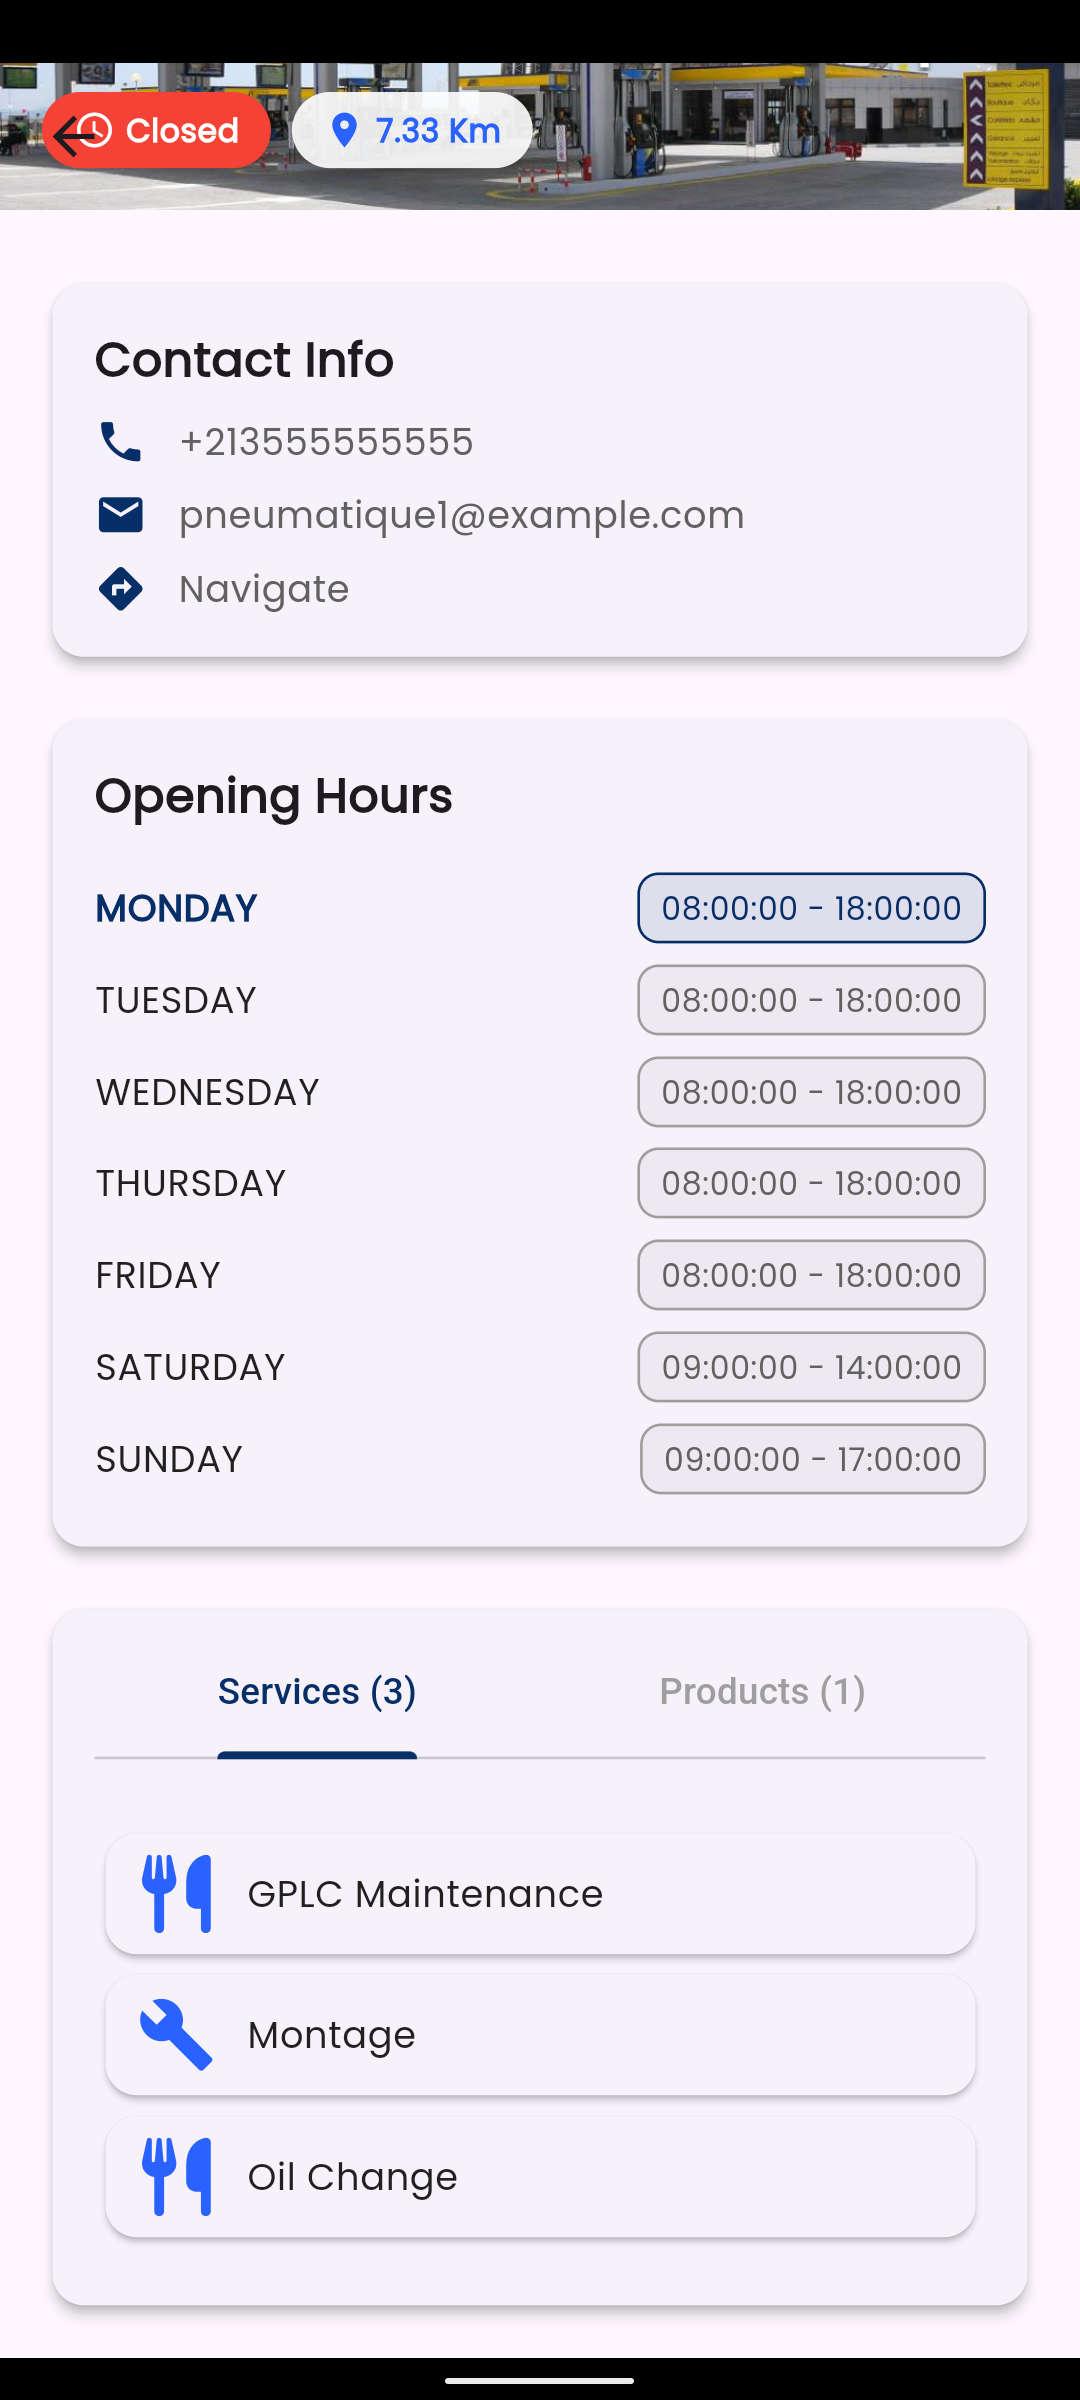 Closed
7.33 Km
Contact Info
+213555555555
pneumatique1@example.com
Navigate
Opening Hours
MONDAY 08:00:00 - 18:00:00
TUESDAY 08:00:00 - 18:00:00
WEDNESDAY 08:00:00 - 18:00:00
THURSDAY 08:00:00 - 18:00:00
FRIDAY 08:00:00 - 18:00:00
SATURDAY 09:00:00 - 14:00:00
SUNDAY 09:00:00 - 17:00:00
Services (3) Products (1)
GPLC Maintenance
Montage
Oil Change